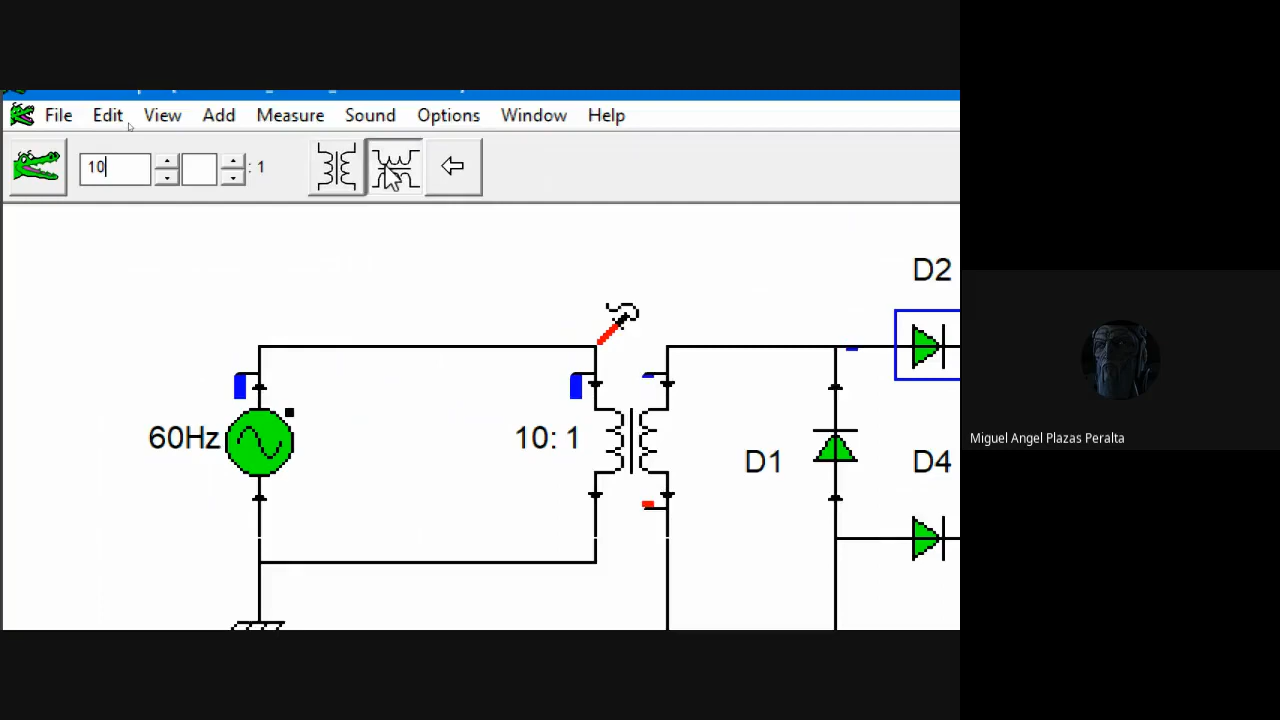 File Edit View Add Measure Sound Options Window Help
10 : 1
D2
60Hz
10: 1
D1
D4
Miguel Angel Plazas Peralta